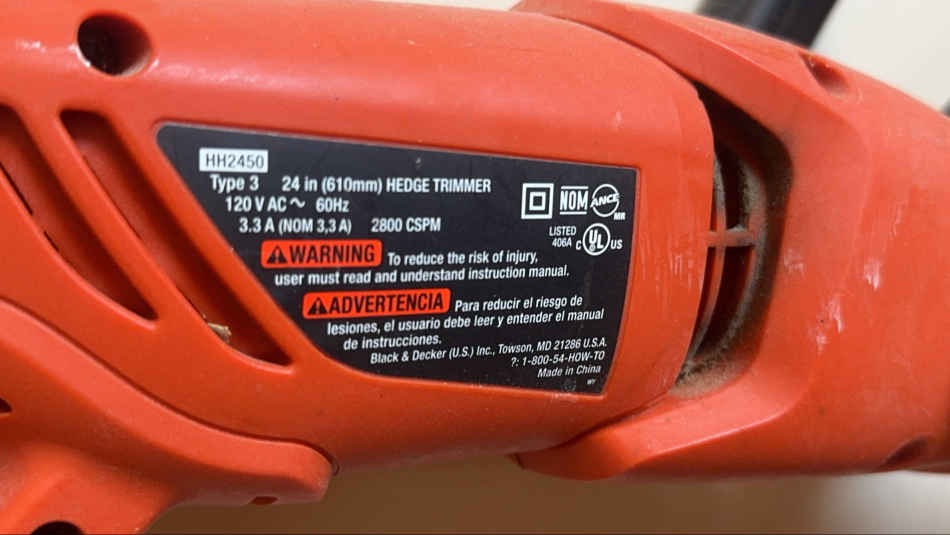 HH2450
Type 3 24 in (610mm) HEDGE TRIMMER
120 V AC ~ 60Hz
3.3 A (NOM 3,3 A) 2800 CSPM
NOM ANCE MR
LISTED
406A C UL US
WARNING To reduce the risk of injury,
user must read and understand instruction manual.
ADVERTENCIA Para reducir el riesgo de
lesiones, el usuario debe leer y entender el manual
de instrucciones.
Black & Decker (U.S.) Inc., Towson, MD 21286 U.S.A.
?: 1-800-54-HOW-TO
Made in China